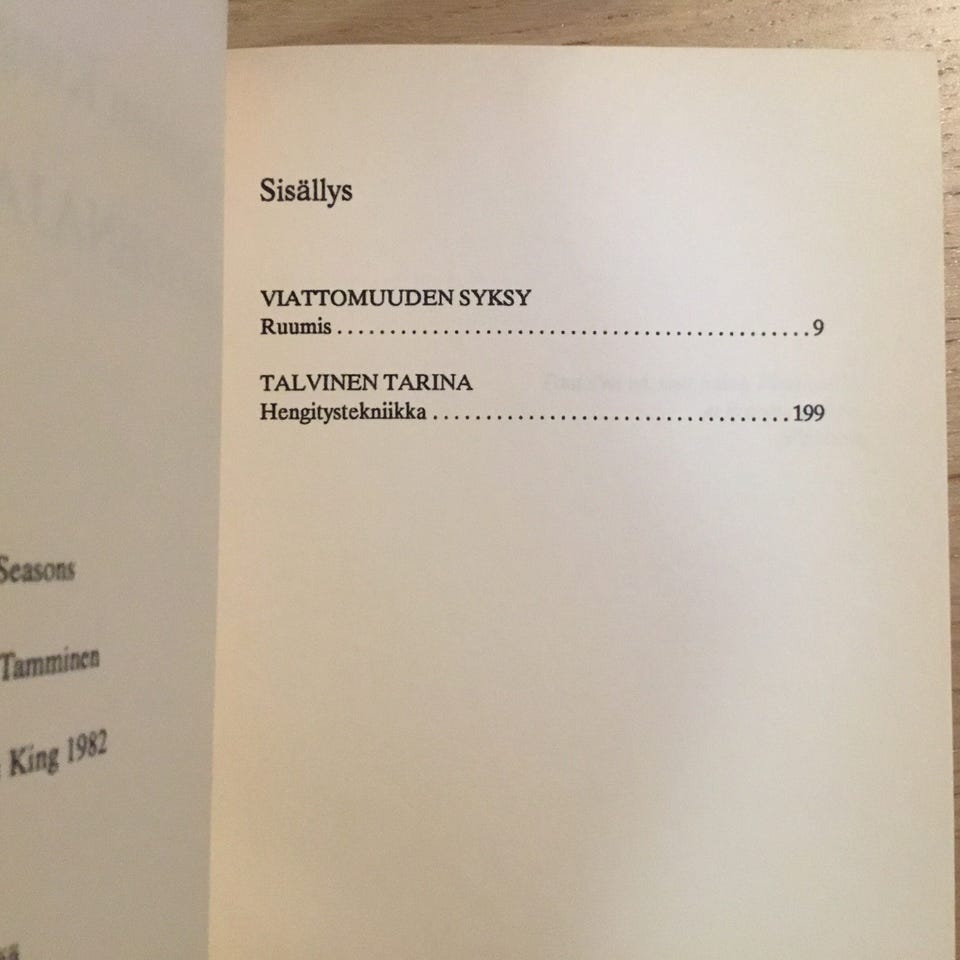 Seasons
Tamminen
King 1982
Sisällys
VIATTOMUUDEN SYKSY
Ruumis ............................................. 9
TALVINEN TARINA
Hengitystekniikka .................................. 199